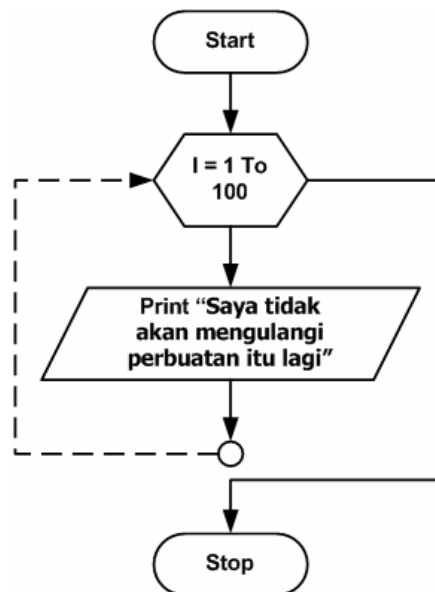 Start
I = 1 To
100
Print “Saya tidak
akan mengulangi
perbuatan itu lagi”
Stop